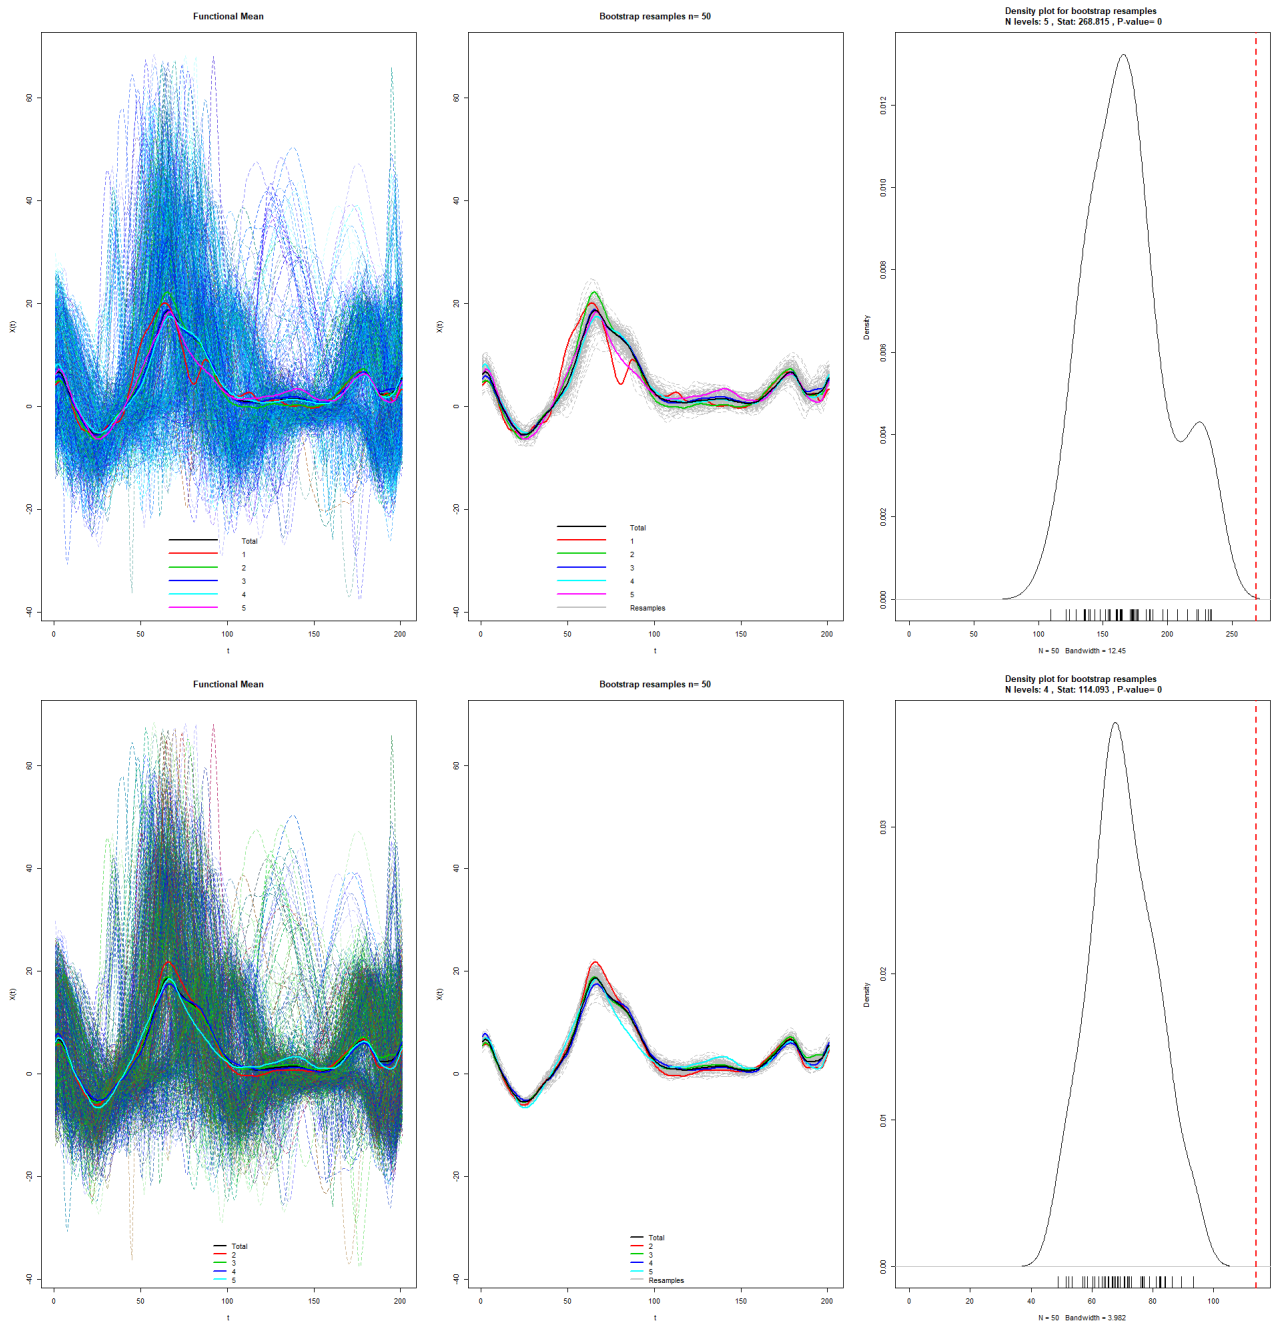 Functional Mean
X(t)
60
40
20
0
-20
-40
Total
1
2
3
4
5
0 50 100 150 200
t
Bootstrap resamples n= 50
X(t)
60
40
20
0
-20
-40
Total
1
2
3
4
5
Resamples
0 50 100 150 200
t
Density plot for bootstrap resamples
N levels: 5 , Stat: 268.815 , P-value= 0
Density
0.012
0.010
0.008
0.006
0.004
0.002
0.000
0 50 100 150 200 250
N = 50 Bandwidth = 12.45
Functional Mean
X(t)
60
40
20
0
-20
-40
Total
2
3
4
5
0 50 100 150 200
t
Bootstrap resamples n= 50
X(t)
60
40
20
0
-20
-40
Total
2
3
4
5
Resamples
0 50 100 150 200
t
Density plot for bootstrap resamples
N levels: 4 , Stat: 114.093 , P-value= 0
Density
0.03
0.02
0.01
0.00
0 20 40 60 80 100
N = 50 Bandwidth = 3.982